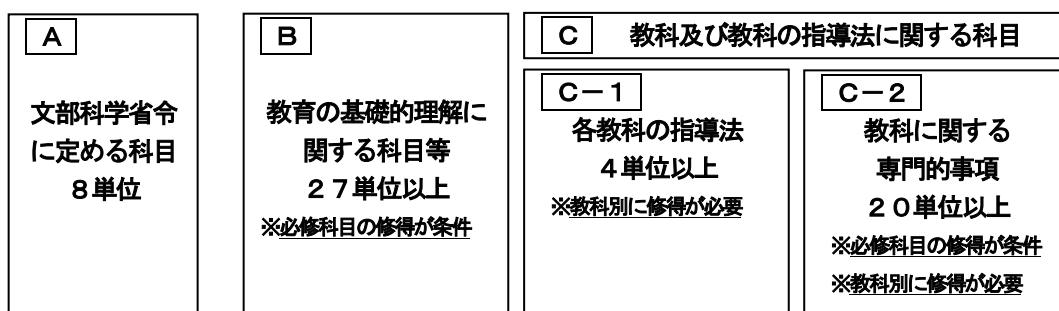 A
文部科学省令
に定める科目
８単位
B
教育の基礎的理解に
関する科目等
２７単位以上
※必修科目の修得が条件
C 教科及び教科の指導法に関する科目
C－1
各教科の指導法
４単位以上
※教科別に修得が必要
C－2
教科に関する
専門的事項
２０単位以上
※必修科目の修得が条件
※教科別に修得が必要